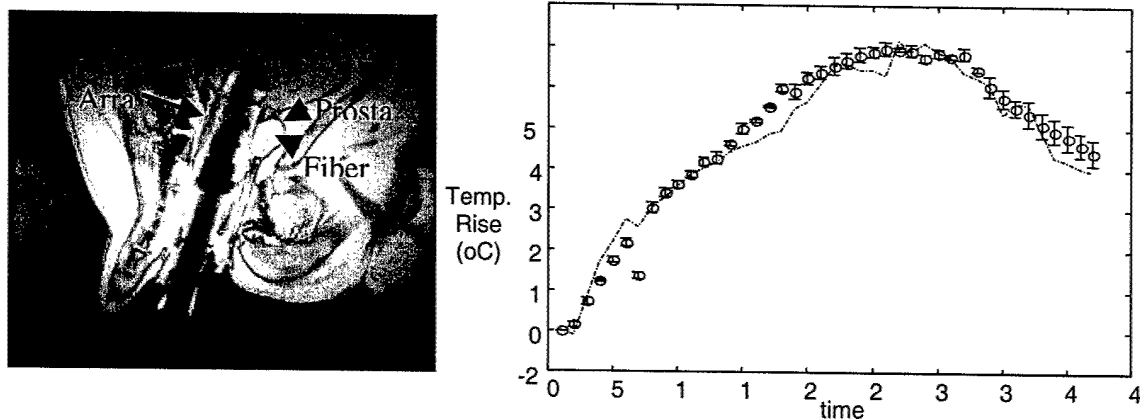 Arra
Prosta
Fiber
Temp.
Rise
(oC)
5
4
3
2
1
0
-2
0 5 1 1 2 2 3 3 4 4
time